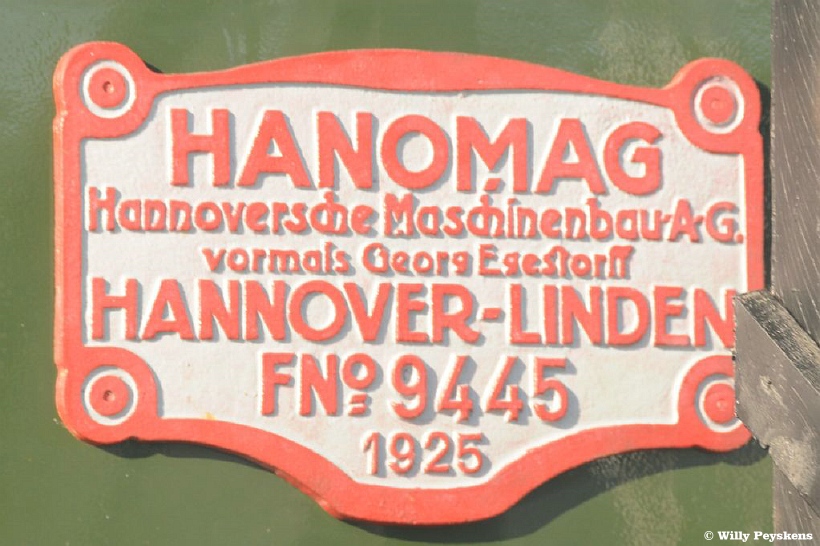 HANOMAG
Hannoversche Maschinenbau-A-G.
vormals Georg Egestorff
HANNOVER-LINDEN
FNº 9445
1925
© Willy Peyskens